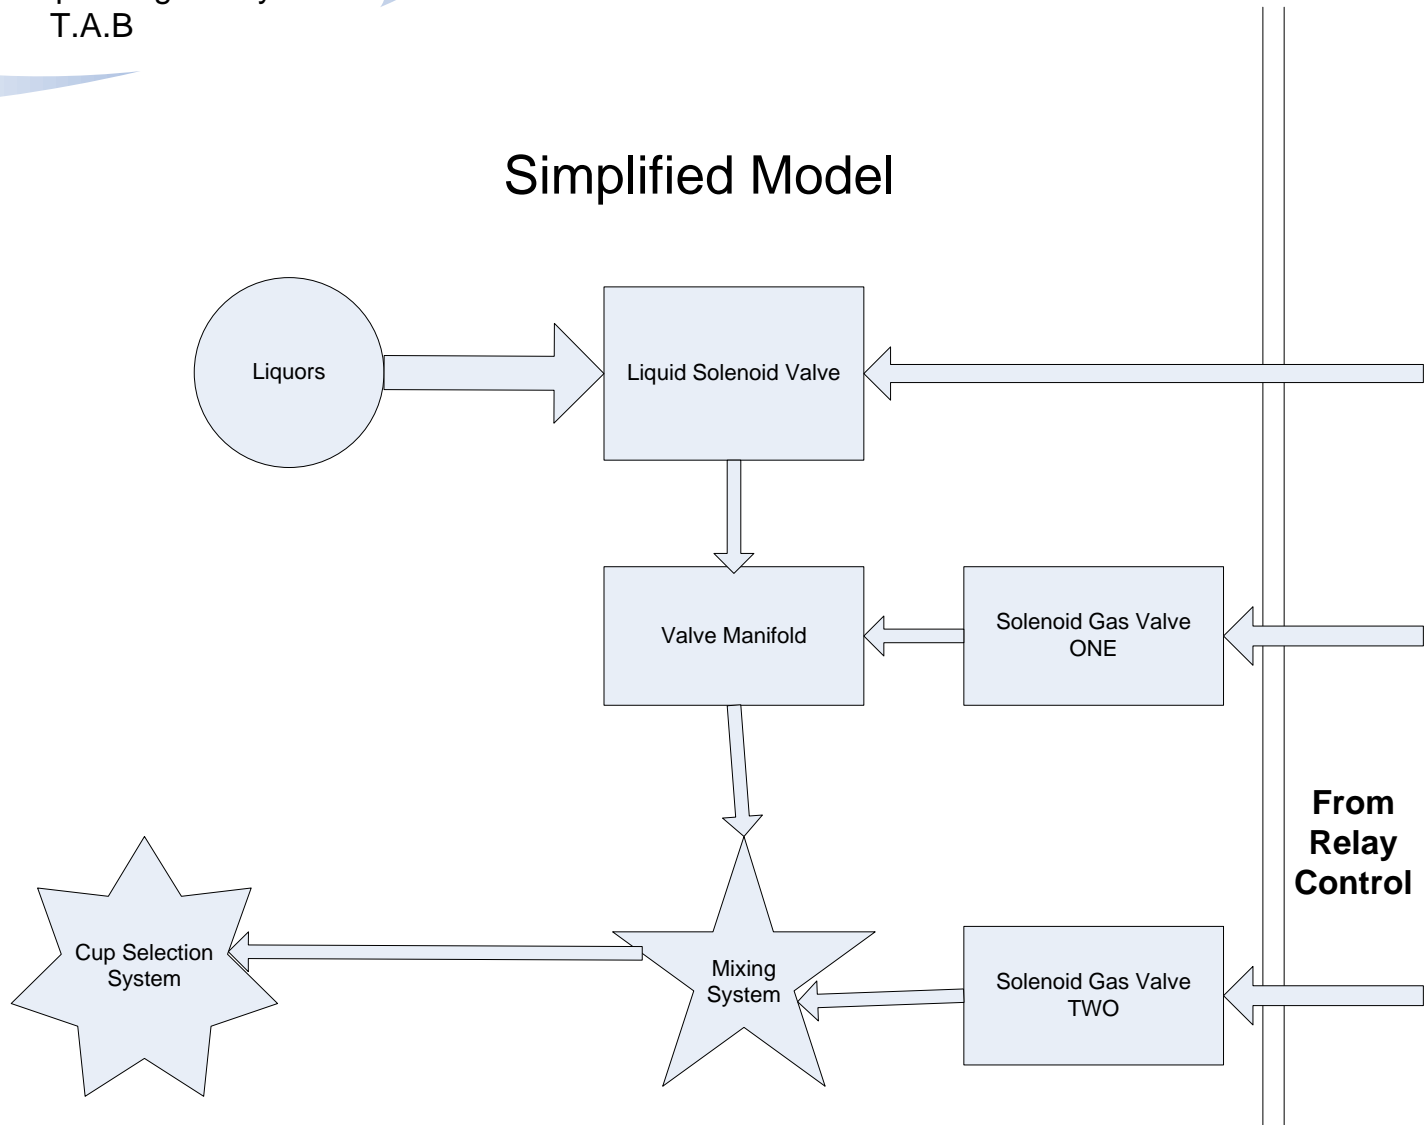 T.A.B
Simplified Model
Liquors
Liquid Solenoid Valve
Valve Manifold
Solenoid Gas Valve
ONE
From
Relay
Control
Cup Selection
System
Mixing
System
Solenoid Gas Valve
TWO